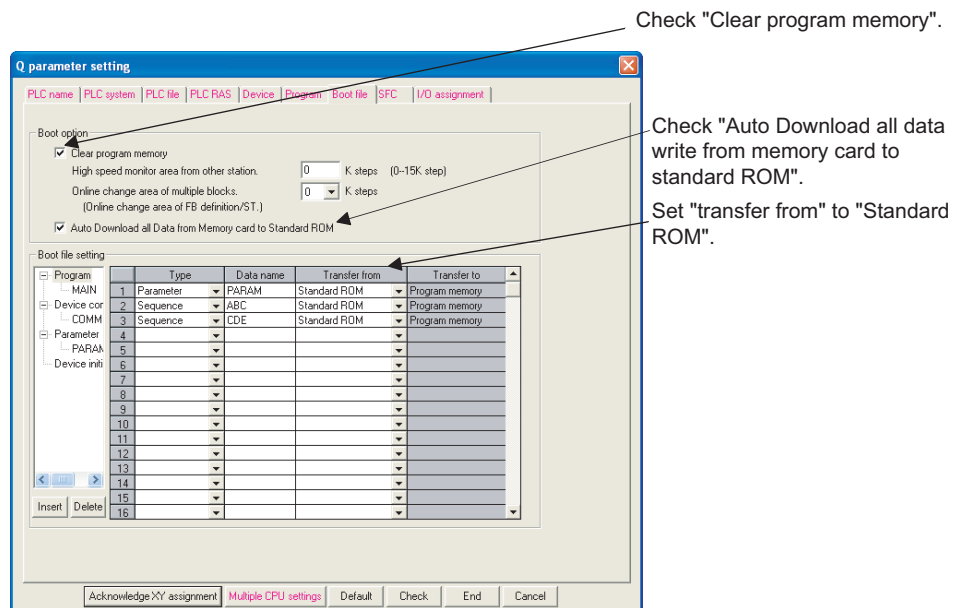 Check "Clear program memory".
Q parameter setting
PLC name PLC system PLC file PLC RAS Device Program Boot file SFC I/O assignment
Boot option
Clear program memory
High speed monitor area from other station. 0 K steps (0--15K step)
Online change area of multiple blocks. 0 K steps
(Online change area of FB definition/ST.)
Auto Download all Data from Memory card to Standard ROM
Check "Auto Download all data
write from memory card to
standard ROM".
Set "transfer from" to "Standard
ROM".
Boot file setting
Program
MAIN
Device cor
COMM
Parameter
PARAM
Device initi
Insert Delete
Type Data name Transfer from Transfer to
1 Parameter PARAM Standard ROM Program memory
2 Sequence ABC Standard ROM Program memory
3 Sequence CDE Standard ROM Program memory
4
5
6
7
8
9
10
11
12
13
14
15
16
Acknowledge XY assignment Multiple CPU settings Default Check End Cancel